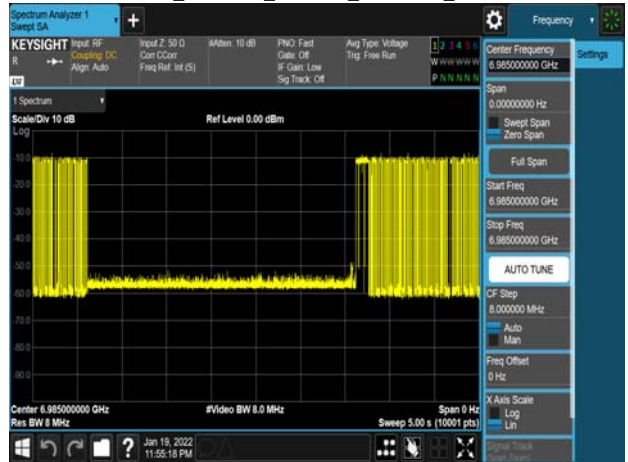 Spectrum Analyzer 1
Swept SA
+
Frequency
KEYSIGHT
R
LXI
Input: RF
Coupling: DC
Align: Auto
Input Z: 50 Ω
Corr CCorr
Freq Ref: Int (S)
#Atten: 10 dB
PNO: Fast
Gate: Off
IF Gain: Low
Sig Track: Off
Avg Type: Voltage
Trig: Free Run
1 2 3 4 5 6
W W W W W W
P N N N N N
1 Spectrum
Scale/Div 10 dB
Ref Level 0.00 dBm
Log
-10.0
-20.0
-30.0
-40.0
-50.0
-60.0
-70.0
-80.0
-90.0
Center 6.985000000 GHz
#Video BW 8.0 MHz
Span 0 Hz
Res BW 8 MHz
Sweep 5.00 s (10001 pts)
?
Jan 19, 2022
11:55:18 PM
Center Frequency
6.985000000 GHz
Settings
Span
0.00000000 Hz
Swept Span
Zero Span
Full Span
Start Freq
6.985000000 GHz
Stop Freq
6.985000000 GHz
AUTO TUNE
CF Step
8.000000 MHz
Auto
Man
Freq Offset
0 Hz
X Axis Scale
Log
Lin
Signal Track
(Span Zoom)